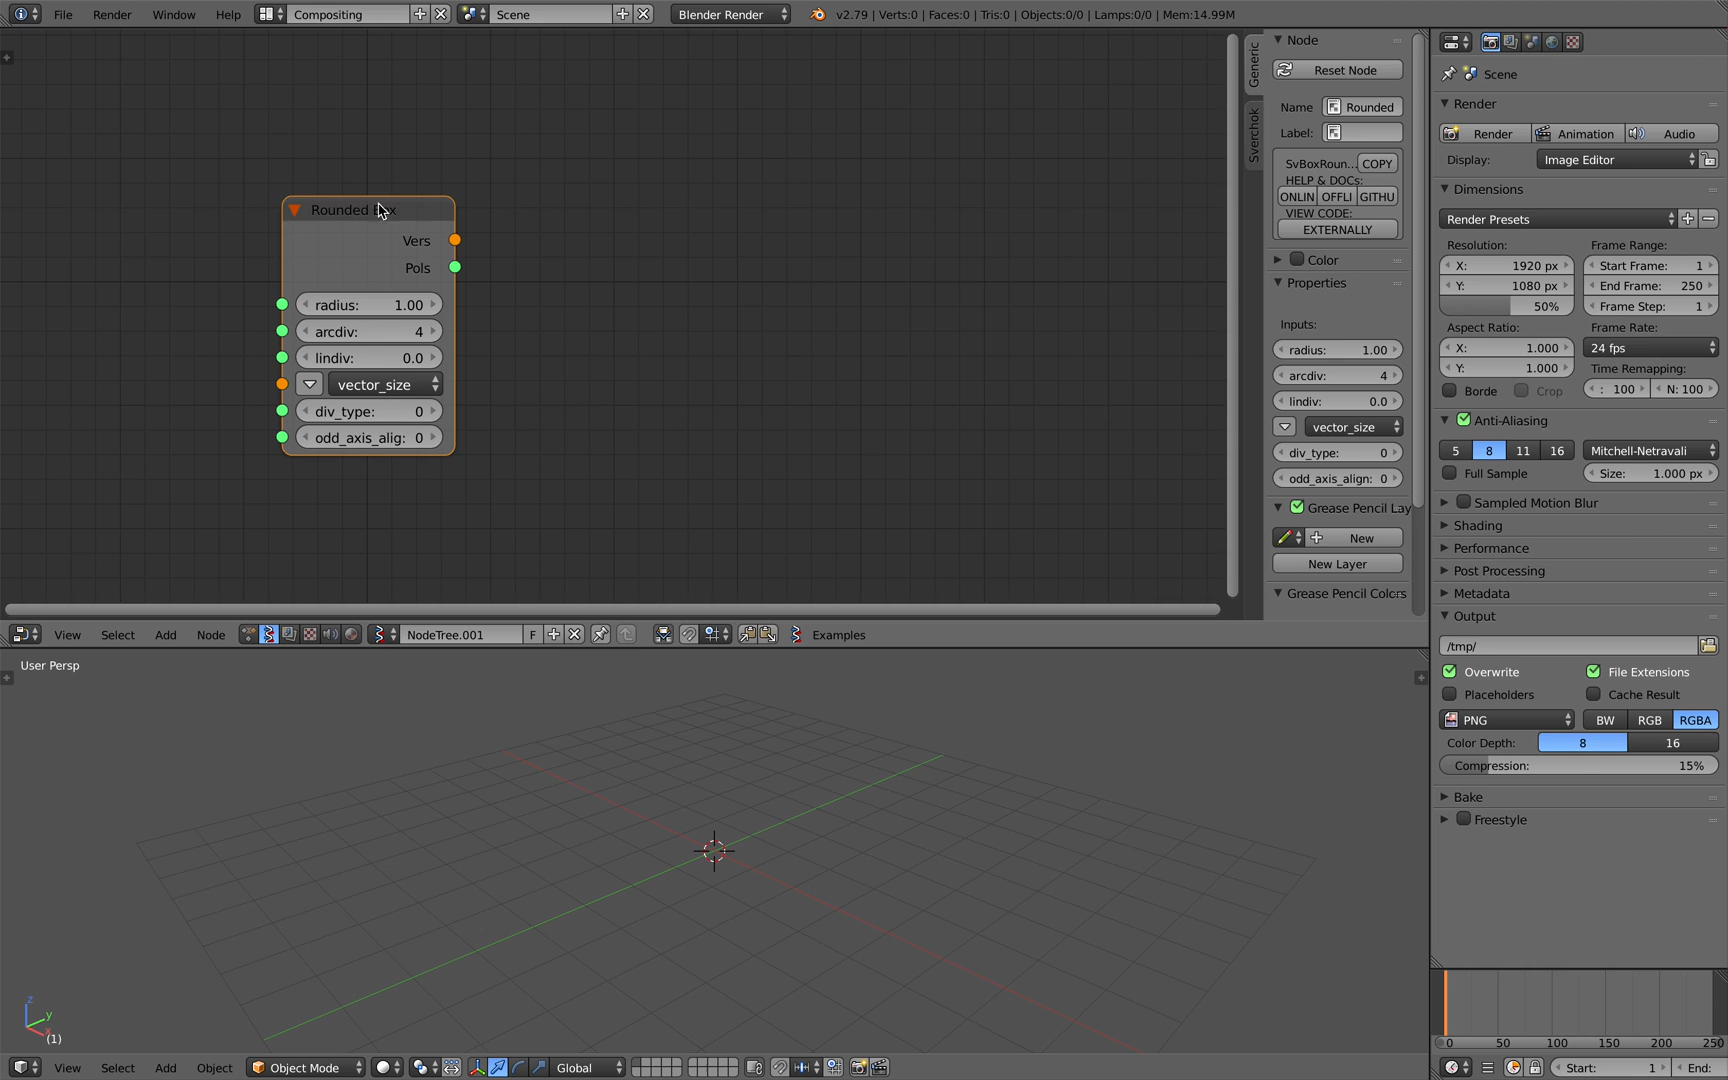 File Render Window Help Compositing Scene Blender Render v2.79 | Verts:0 | Faces:0 | Tris:0 | Objects:0/0 | Lamps:0/0 | Mem:14.99M
Rounded
Vers
Pols
radius: 1.00
arcdiv: 4
lindiv: 0.0
vector_size
div_type: 0
odd_axis_alig: 0
Generic
Sverchok
Node
Reset Node
Name Rounded
Label:
SvBoxRoun... COPY
HELP & DOCs:
ONLIN OFFLI GITHU
VIEW CODE:
EXTERNALLY
Color
Properties
Inputs:
radius: 1.00
arcdiv: 4
lindiv: 0.0
vector_size
div_type: 0
odd_axis_align: 0
Grease Pencil Lay
New
New Layer
Grease Pencil Colors
View Select Add Node NodeTree.001 F Examples
User Persp
z
y
x
(1)
View Select Add Object Object Mode Global
Scene
Render
Render Animation Audio
Display: Image Editor
Dimensions
Render Presets
Resolution: Frame Range:
X: 1920 px Start Frame: 1
Y: 1080 px End Frame: 250
50% Frame Step: 1
Aspect Ratio: Frame Rate:
X: 1.000 24 fps
Y: 1.000 Time Remapping:
Borde Crop : 100 N: 100
Anti-Aliasing
5 8 11 16 Mitchell-Netravali
Full Sample Size: 1.000 px
Sampled Motion Blur
Shading
Performance
Post Processing
Metadata
Output
/tmp/
Overwrite File Extensions
Placeholders Cache Result
PNG BW RGB RGBA
Color Depth: 8 16
Compression: 15%
Bake
Freestyle
0 50 100 150 200 250
Start: 1 End: